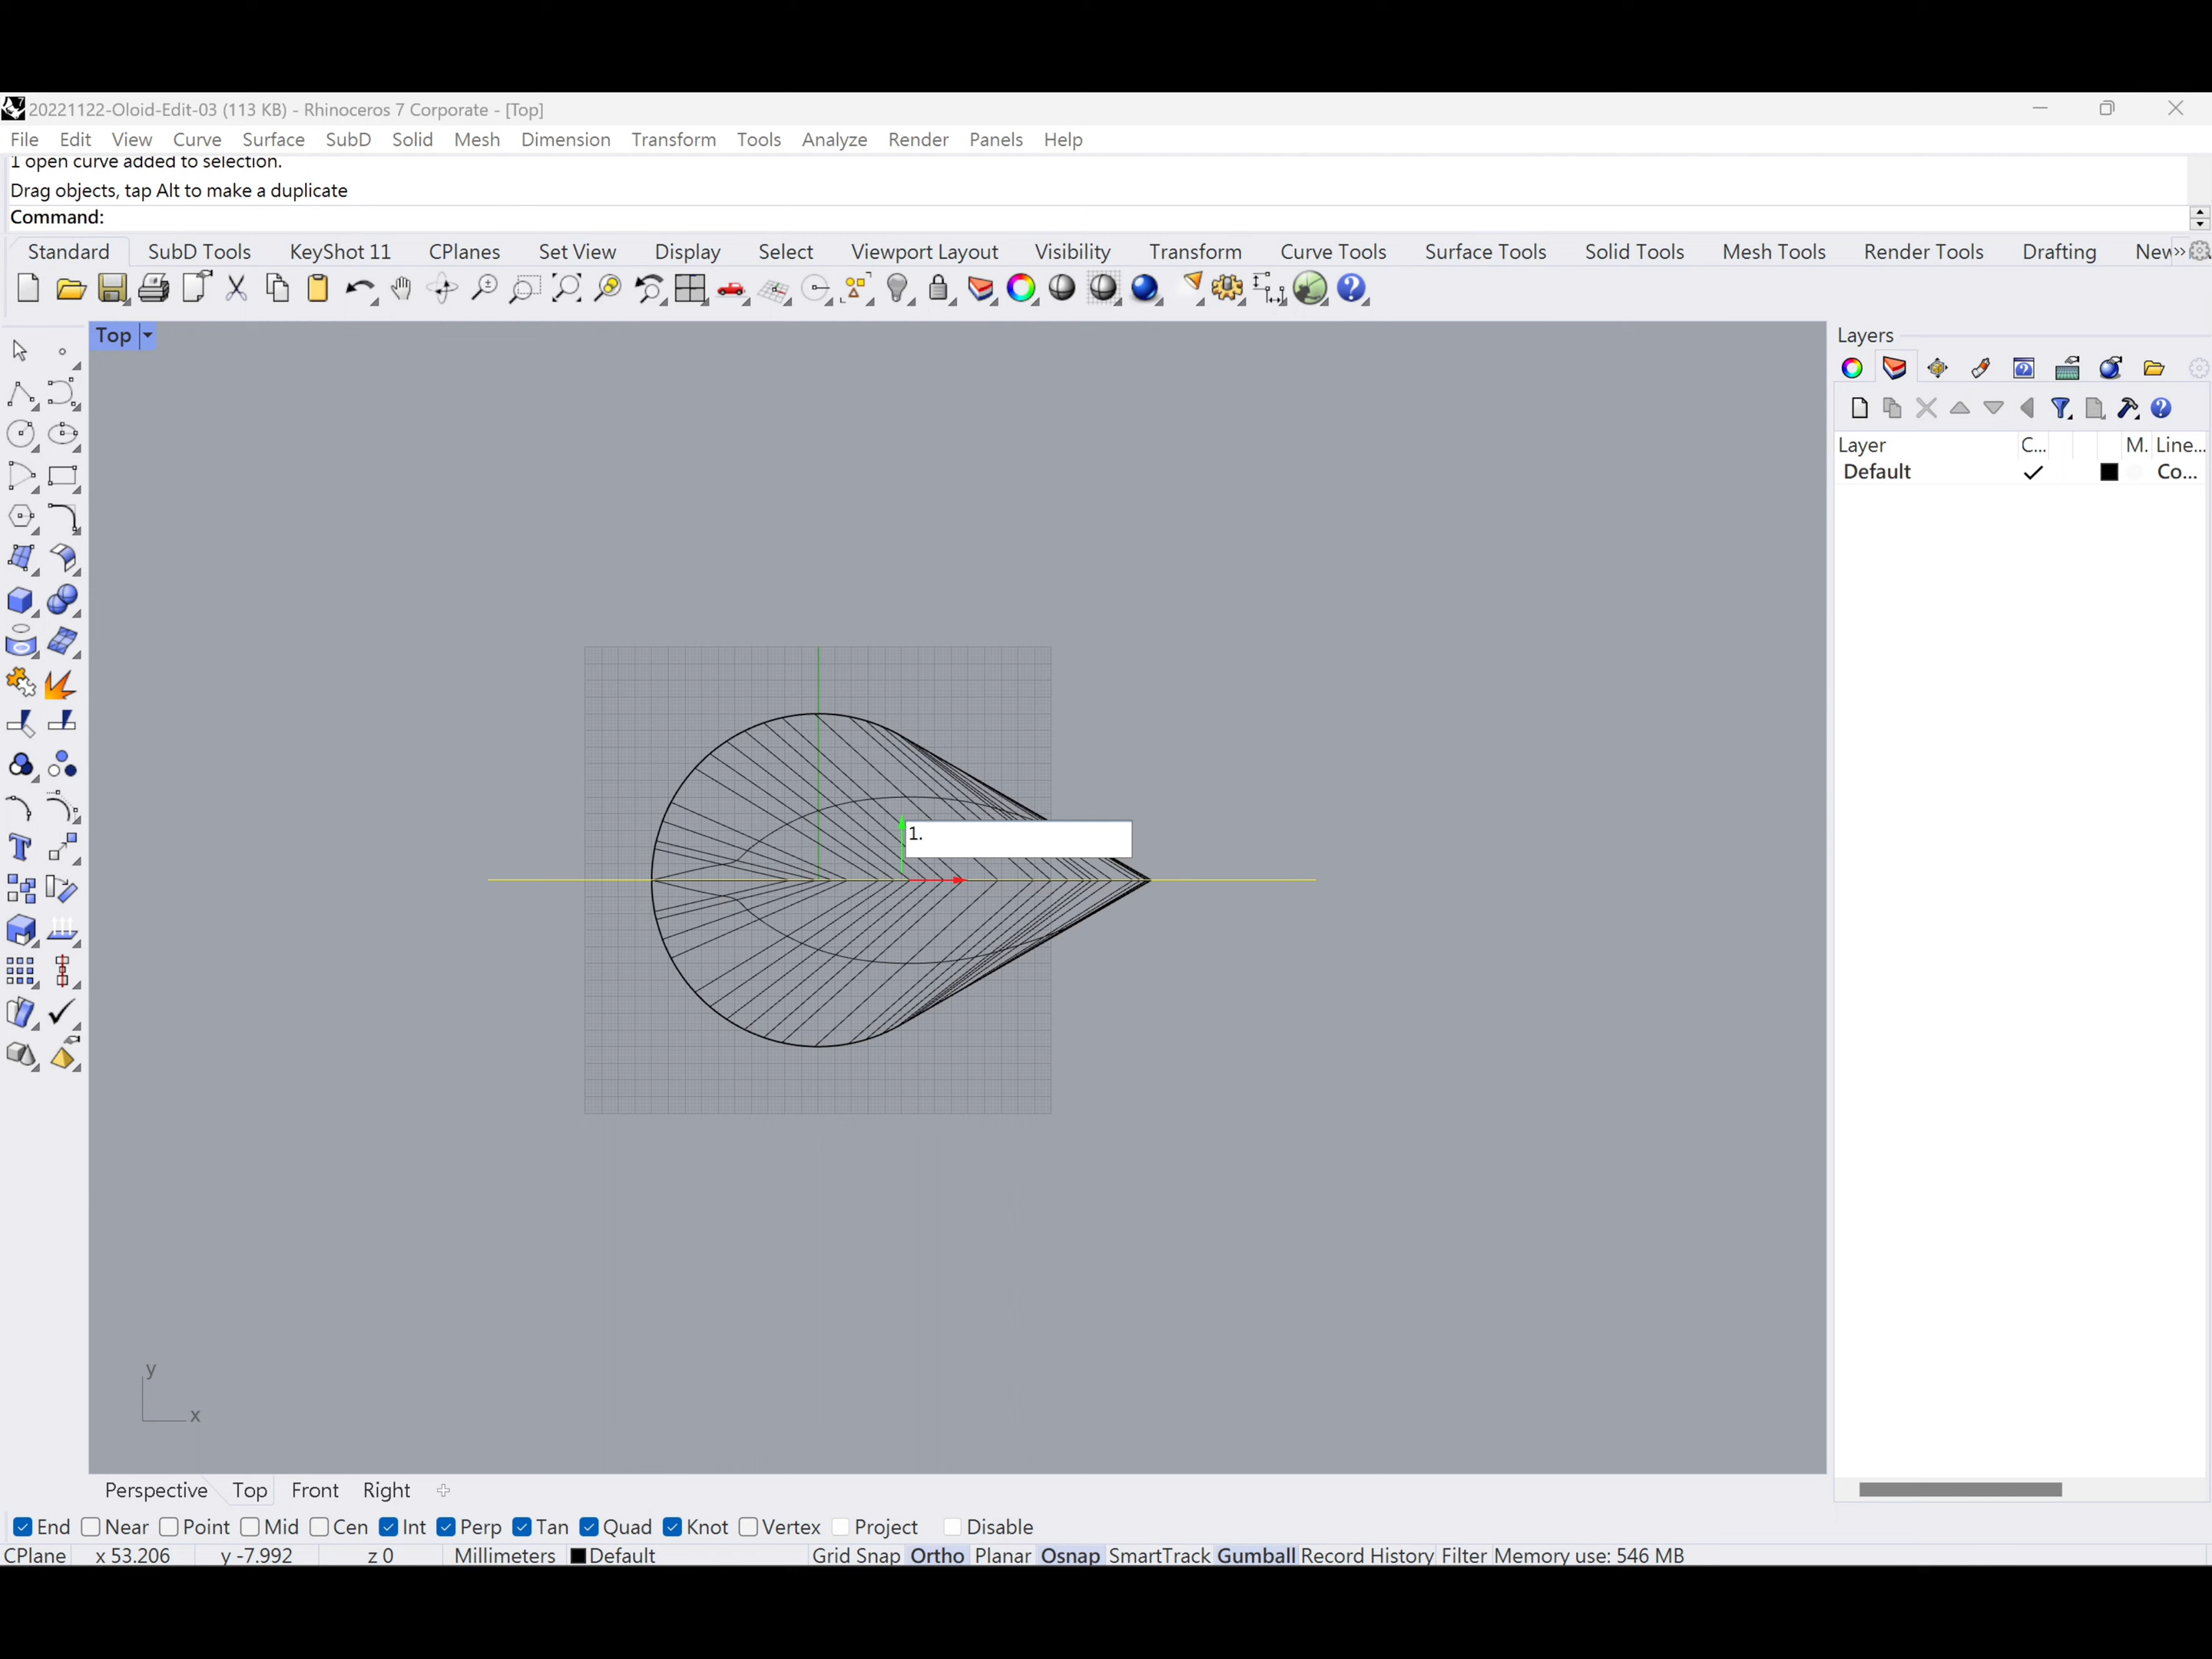 20221122-Oloid-Edit-03 (113 KB) - Rhinoceros 7 Corporate - [Top]
File Edit View Curve Surface SubD Solid Mesh Dimension Transform Tools Analyze Render Panels Help
1 open curve added to selection.
Drag objects, tap Alt to make a duplicate
Command:
Standard SubD Tools KeyShot 11 CPlanes Set View Display Select Viewport Layout Visibility Transform Curve Tools Surface Tools Solid Tools Mesh Tools Render Tools Drafting New
Top
Layers
Layer C... M. Line...
Default Co...
1.
y
x
Perspective Top Front Right
End Near Point Mid Cen Int Perp Tan Quad Knot Vertex Project Disable
CPlane x 53.206 y -7.992 z 0 Millimeters Default Grid Snap Ortho Planar Osnap SmartTrack Gumball Record History Filter Memory use: 546 MB